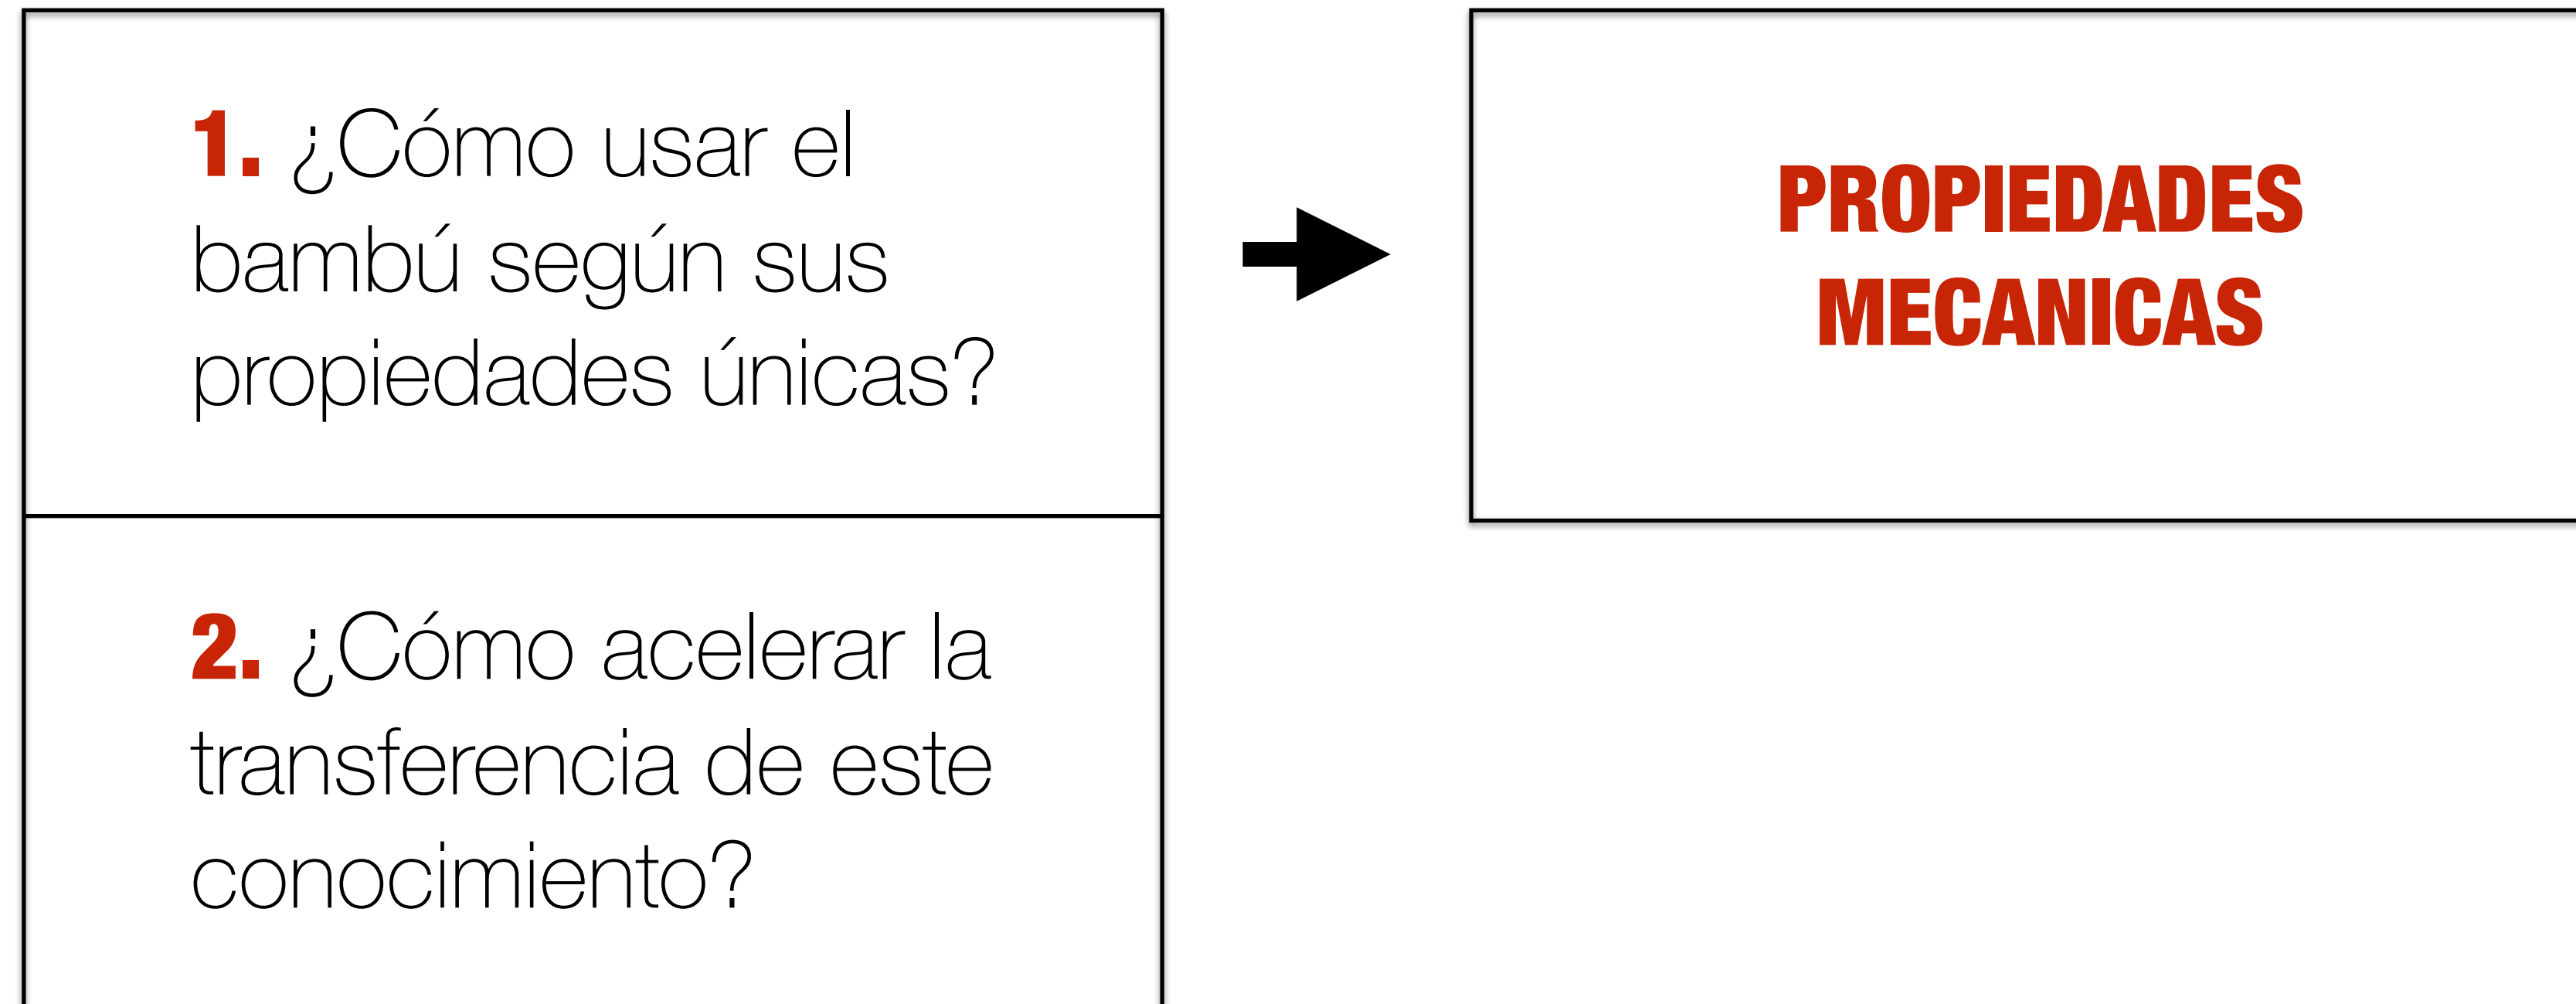 1. ¿Cómo usar el
bambú según sus
propiedades únicas?
PROPIEDADES
MECANICAS
2. ¿Cómo acelerar la
transferencia de este
conocimiento?